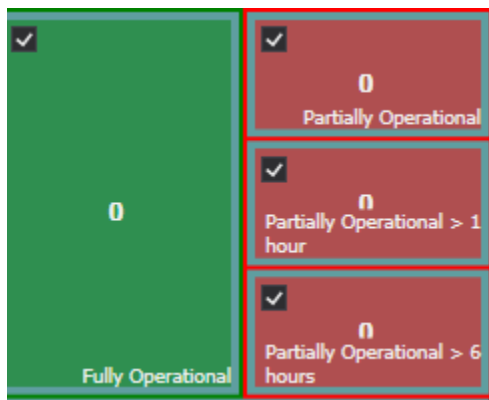 0
Fully Operational
0
Partially Operational
0
Partially Operational > 1
hour
0
Partially Operational > 6
hours